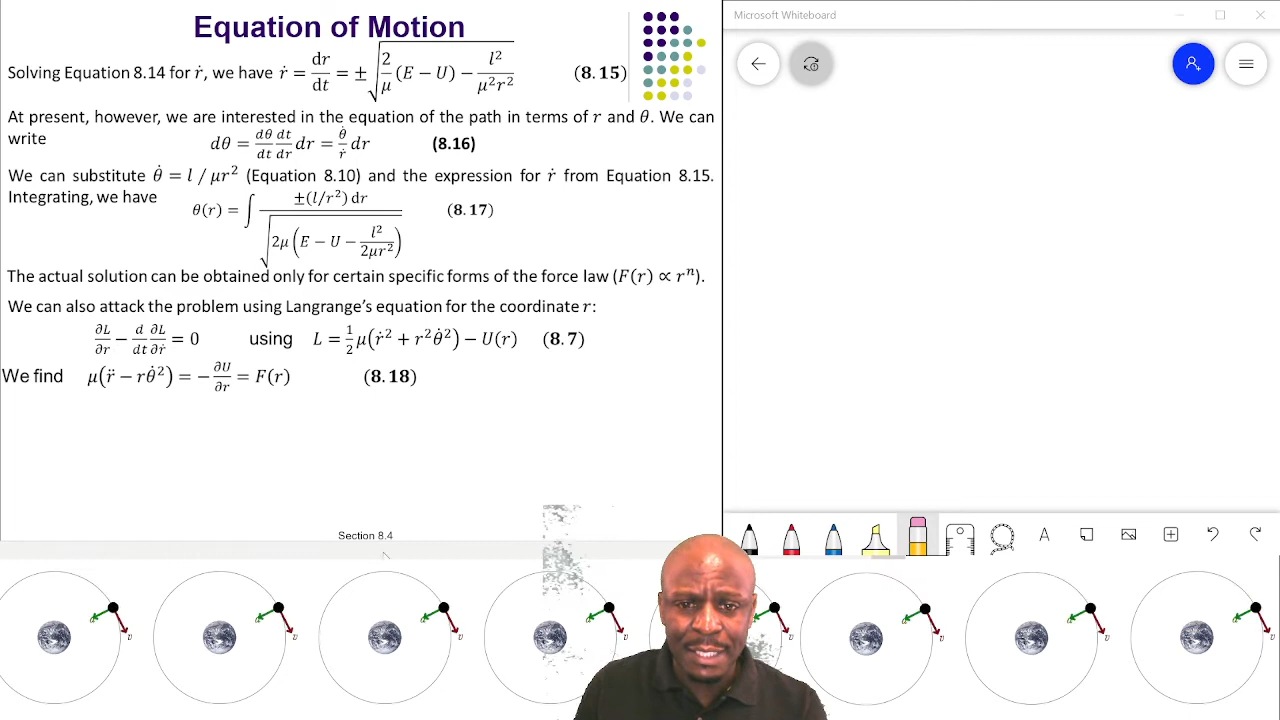 Equation of Motion
Microsoft Whiteboard
Solving Equation 8.14 for ṙ, we have ṙ = dr/dt = ± √(2/μ (E − U) − l²/μ²r²) (8.15)
At present, however, we are interested in the equation of the path in terms of r and θ. We can
write
dθ = dθ/dt dt/dr dr = θ̇/ṙ dr (8.16)
We can substitute θ̇ = l / μr² (Equation 8.10) and the expression for ṙ from Equation 8.15.
Integrating, we have
θ(r) = ∫ ±(l/r²) dr / √(2μ (E − U − l²/2μr²)) (8.17)
The actual solution can be obtained only for certain specific forms of the force law (F(r) ∝ rⁿ).
We can also attack the problem using Langrange's equation for the coordinate r:
∂L/∂r − d/dt ∂L/∂ṙ = 0 using L = 1/2 μ(ṙ² + r²θ̇²) − U(r) (8.7)
We find μ(r̈ − rθ̇²) = −∂U/∂r = F(r) (8.18)
Section 8.4
A
a v
a v
a v
a v
v
a v
a v
a v